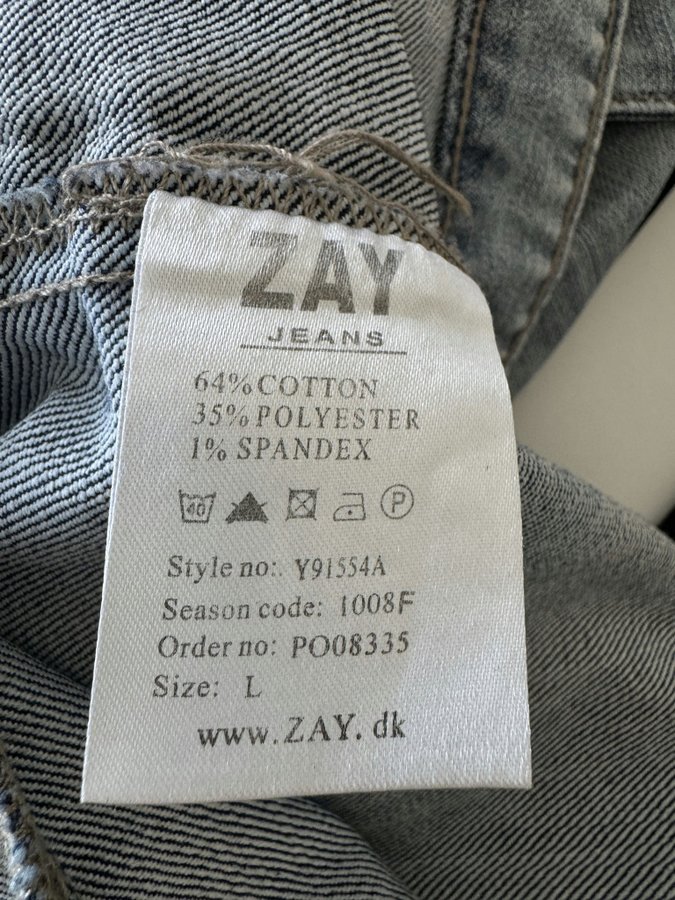 ZAY
JEANS
64% COTTON
35% POLYESTER
1% SPANDEX
40 P
Style no:. Y91554A
Season code: 1008F
Order no: PO08335
Size: L
www.ZAY.dk